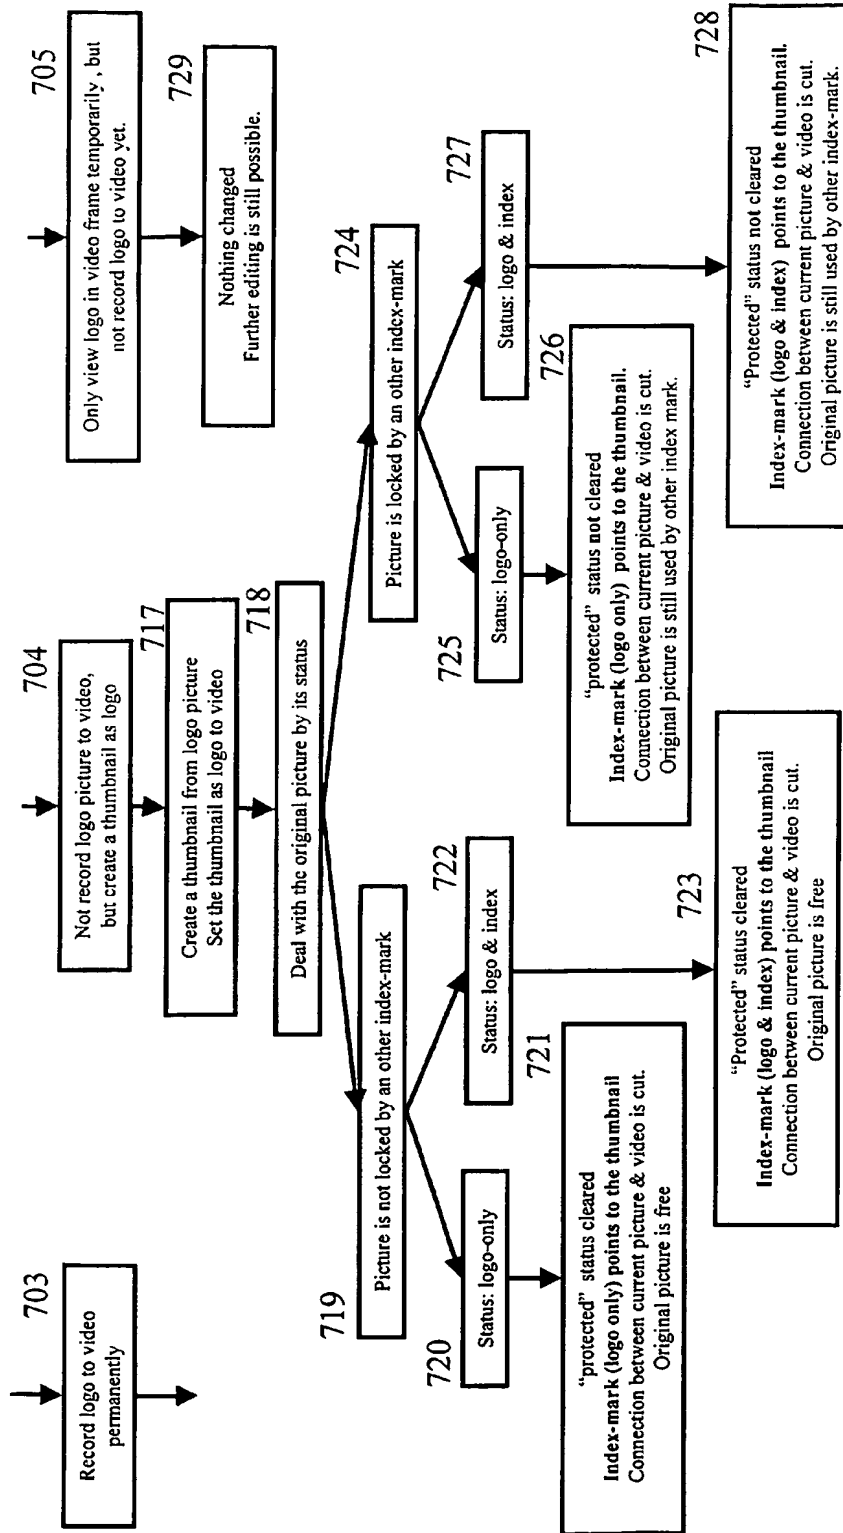 703
Record logo to video
permanently
704
Not record logo picture to video,
but create a thumbnail as logo
717
Create a thumbnail from logo picture
Set the thumbnail as logo to video
718
Deal with the original picture by its status
719
Picture is not locked by an other index-mark
720
Status: logo-only
721
“protected” status cleared
Index-mark (logo only) points to the thumbnail
Connection between current picture & video is cut.
Original picture is free
722
Status: logo & index
723
“Protected” status cleared
Index-mark (logo & index) points to the thumbnail
Connection between current picture & video is cut.
Original picture is free
724
Picture is locked by an other index-mark
725
Status: logo-only
726
“protected” status not cleared
Index-mark (logo only) points to the thumbnail.
Connection between current picture & video is cut.
Original picture is still used by other index mark.
727
Status: logo & index
728
“Protected” status not cleared
Index-mark (logo & index) points to the thumbnail.
Connection between current picture & video is cut.
Original picture is still used by other index-mark.
705
Only view logo in video frame temporarily, but
not record logo to video yet.
729
Nothing changed
Further editing is still possible.